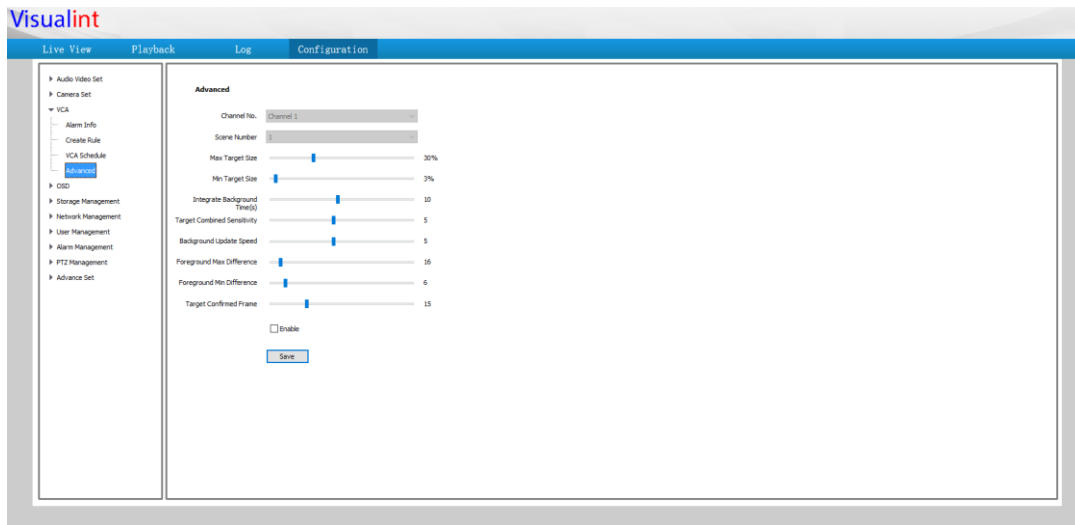 Visualint
Live View Playback Log Configuration
Audio Video Set
Camera Set
VCA
Alarm Info
Create Rule
VCA Schedule
Advanced
OSD
Storage Management
Network Management
User Management
Alarm Management
PTZ Management
Advance Set
Advanced
Channel No. Channel 1
Scene Number 1
Max Target Size 30%
Min Target Size 3%
Integrate Background
Time(s) 10
Target Combined Sensitivity 5
Background Update Speed 5
Foreground Max Difference 16
Foreground Min Difference 6
Target Confirmed Frame 15
Enable
Save